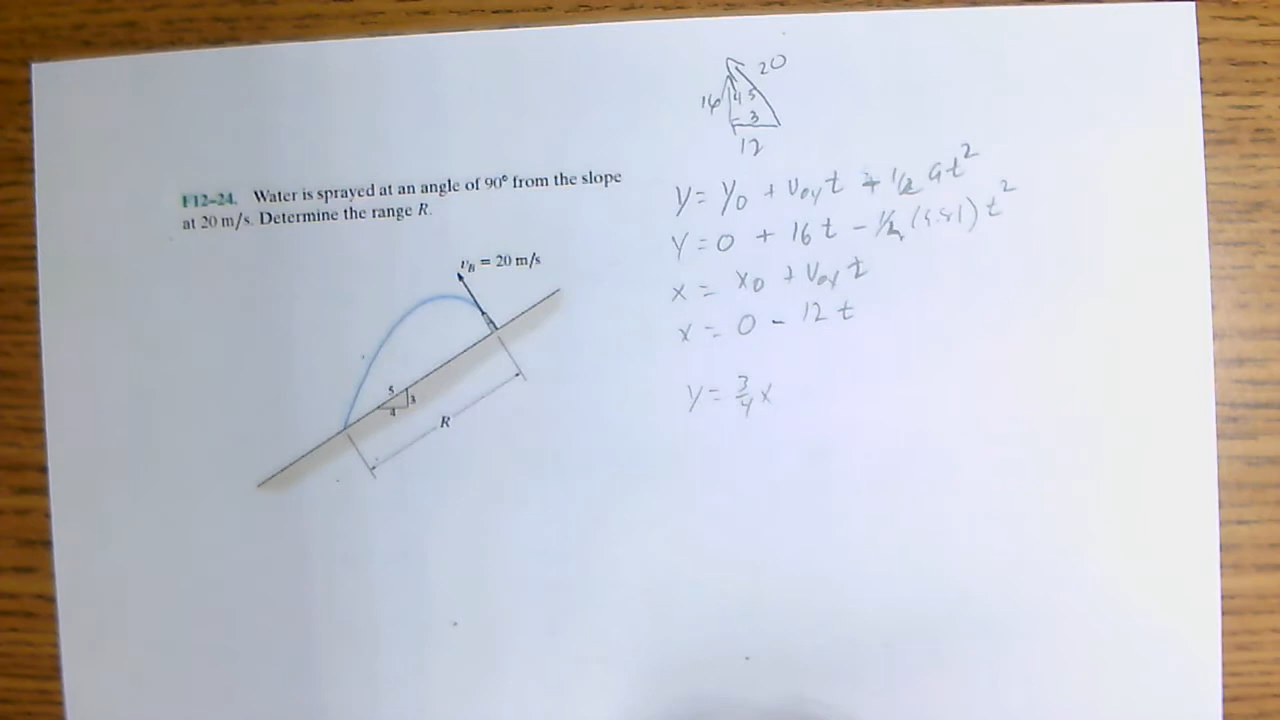 F12–24. Water is sprayed at an angle of 90° from the slope
at 20 m/s. Determine the range R.
v_B = 20 m/s
5
3
4
R
20
16
4 5
3
12
y = y₀ + v₀y t + ½ a t²
y = 0 + 16 t − ½ (9.81) t²
x = x₀ + v₀x t
x = 0 - 12 t
y = 3/4 x